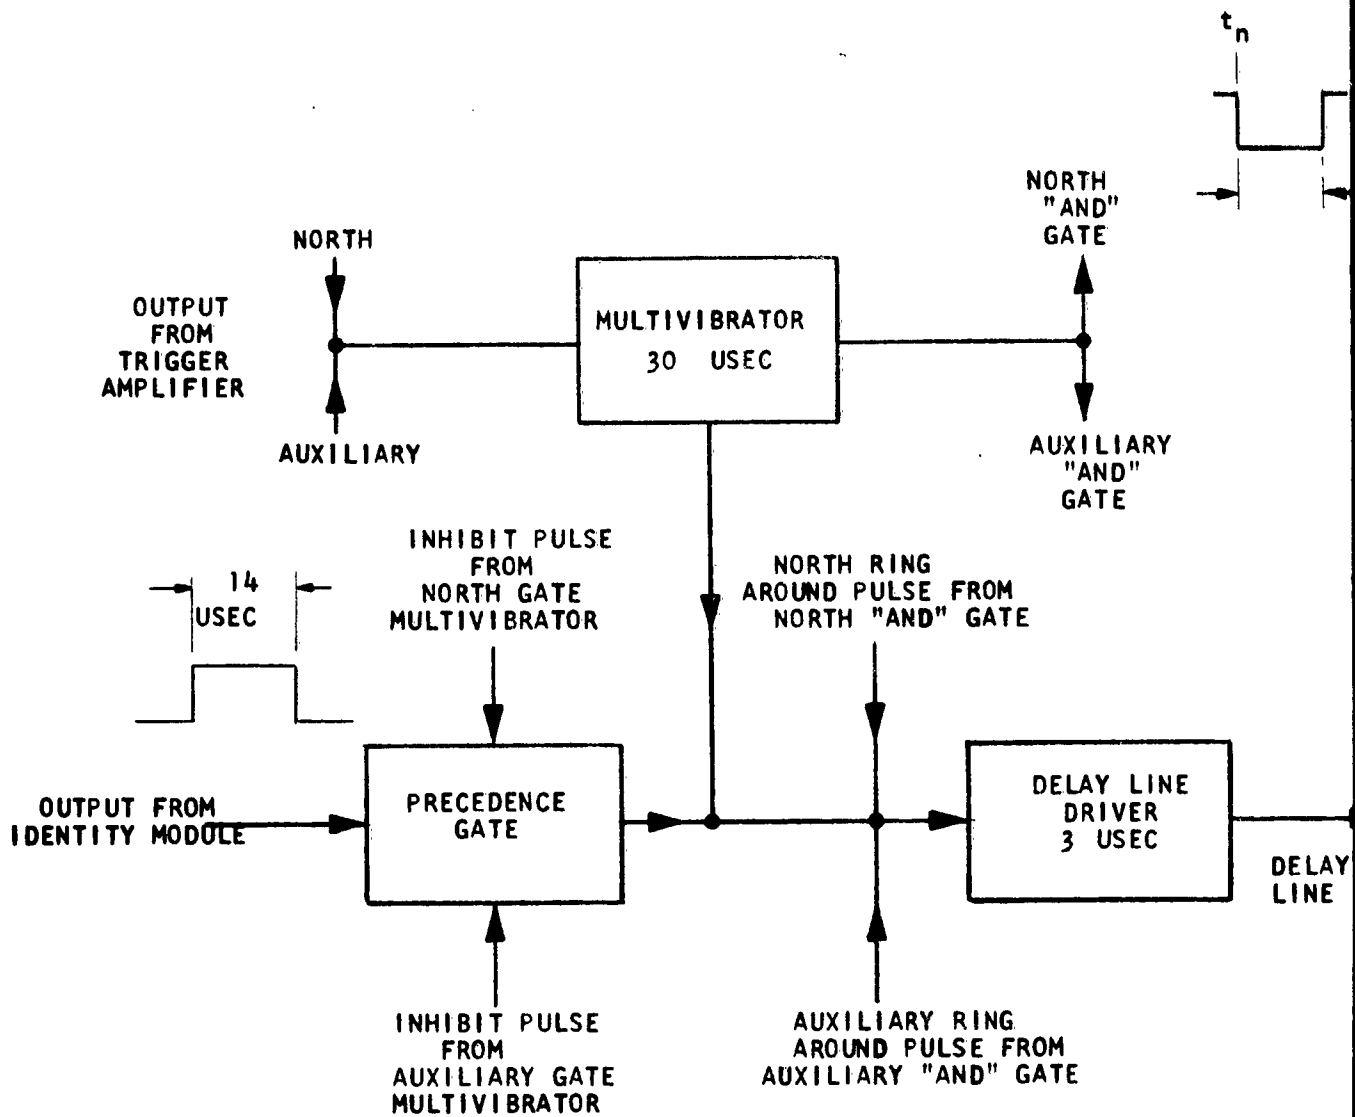 tn
NORTH
"AND"
GATE
NORTH
OUTPUT
FROM
TRIGGER
AMPLIFIER
MULTIVIBRATOR
30 USEC
AUXILIARY
AUXILIARY
"AND"
GATE
INHIBIT PULSE
FROM
NORTH GATE
MULTIVIBRATOR
14
USEC
NORTH RING
AROUND PULSE FROM
NORTH "AND" GATE
OUTPUT FROM
IDENTITY MODULE
PRECEDENCE
GATE
DELAY LINE
DRIVER
3 USEC
DELAY
LINE
INHIBIT PULSE
FROM
AUXILIARY GATE
MULTIVIBRATOR
AUXILIARY RING
AROUND PULSE FROM
AUXILIARY "AND" GATE